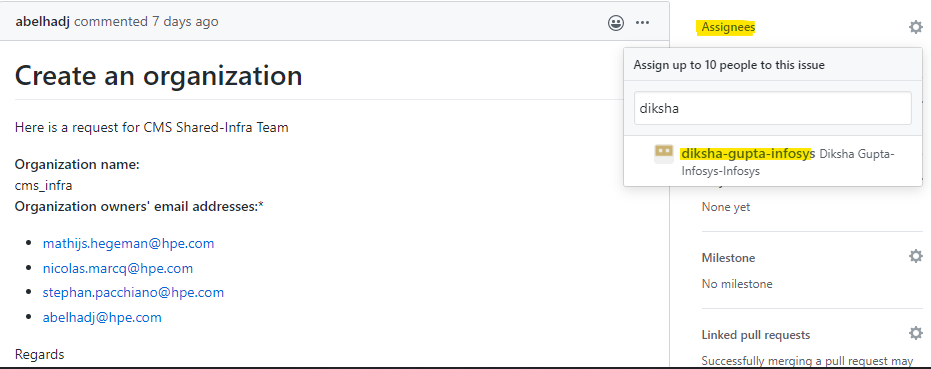 abelhadj commented 7 days ago
Create an organization
Here is a request for CMS Shared-Infra Team
Organization name:
cms_infra
Organization owners' email addresses:*
mathijs.hegeman@hpe.com
nicolas.marcq@hpe.com
stephan.pacchiano@hpe.com
abelhadj@hpe.com
Regards
Assignees
Assign up to 10 people to this issue
diksha
diksha-gupta-infosys Diksha Gupta-
Infosys-Infosys
None yet
Milestone
No milestone
Linked pull requests
Successfully merging a pull request may